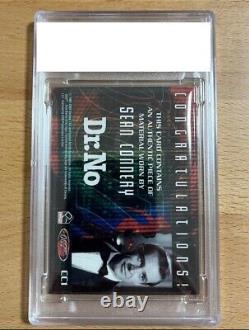 CONGRATULATIONS!
THIS CARD CONTAINS
AN AUTHENTIC PIECE OF
MATERIAL WORN BY
SEAN CONNERY
Dr. No
CC1